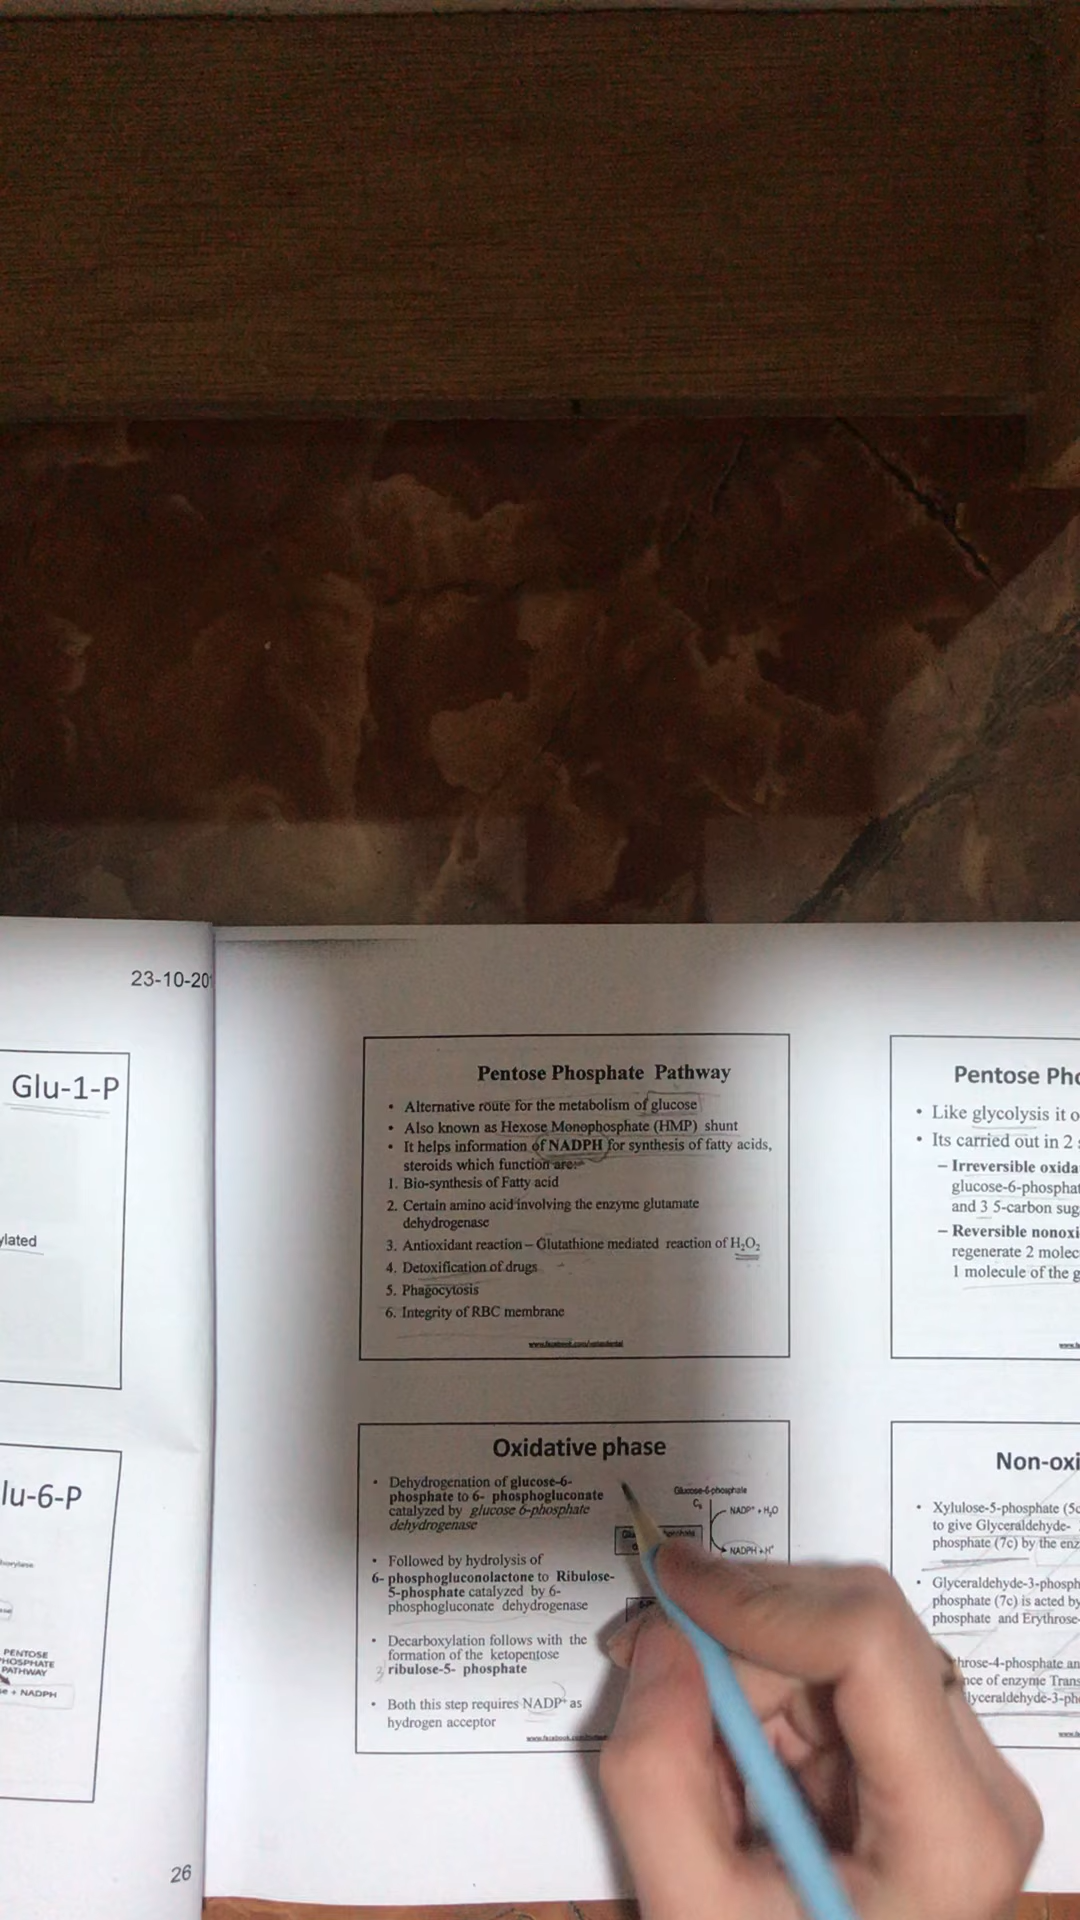 23-10-20
Glu-1-P
ylated
lu-6-P
PENTOSE
HOSPHATE
PATHWAY
e + NADPH
26
Pentose Phosphate Pathway
• Alternative route for the metabolism of glucose
• Also known as Hexose Monophosphate (HMP) shunt
• It helps information of NADPH for synthesis of fatty acids,
steroids which function are:-
1. Bio-synthesis of Fatty acid
2. Certain amino acid involving the enzyme glutamate
dehydrogenase
3. Antioxidant reaction – Glutathione mediated reaction of H₂O₂
4. Detoxification of drugs
5. Phagocytosis
6. Integrity of RBC membrane
Oxidative phase
• Dehydrogenation of glucose-6-
phosphate to 6- phosphogluconate
catalyzed by glucose 6-phosphate
dehydrogenase
• Followed by hydrolysis of
6- phosphogluconolactone to Ribulose-
5-phosphate catalyzed by 6-
phosphogluconate dehydrogenase
• Decarboxylation follows with the
formation of the ketopentose
3 ribulose-5- phosphate
• Both this step requires NADP⁺ as
hydrogen acceptor
Glucose-6-phosphate
C₆
NADP⁺ + H₂O
NADPH + H⁺
Pentose Pho
• Like glycolysis it o
• Its carried out in 2
– Irreversible oxida
glucose-6-phosphat
and 3 5-carbon sug
– Reversible nonoxi
regenerate 2 molec
1 molecule of the g
Non-oxi
• Xylulose-5-phosphate (5c
to give Glyceraldehyde-
phosphate (7c) by the enz
• Glyceraldehyde-3-phosph
phosphate (7c) is acted by
phosphate and Erythrose-
throse-4-phosphate an
nce of enzyme Trans
lyceraldehyde-3-pho